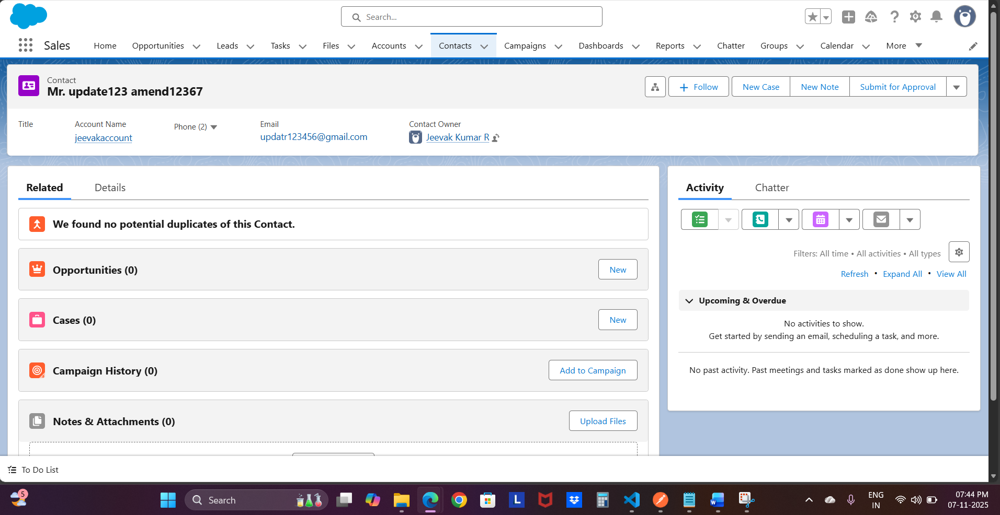 Search...
Sales
Home
Opportunities
Leads
Tasks
Files
Accounts
Contacts
Campaigns
Dashboards
Reports
Chatter
Groups
Calendar
More
Contact
Mr. update123 amend12367
Follow
New Case
New Note
Submit for Approval
Title
Account Name
jeevakaccount
Phone (2)
Email
updatr123456@gmail.com
Contact Owner
Jeevak Kumar R
Related
Details
We found no potential duplicates of this Contact.
Opportunities (0)
New
Cases (0)
New
Campaign History (0)
Add to Campaign
Notes & Attachments (0)
Upload Files
Activity
Chatter
Filters: All time • All activities • All types
Refresh • Expand All • View All
Upcoming & Overdue
No activities to show.
Get started by sending an email, scheduling a task, and more.
No past activity. Past meetings and tasks marked as done show up here.
To Do List
5
Search
L
W
ENG
IN
07:44 PM
07-11-2025